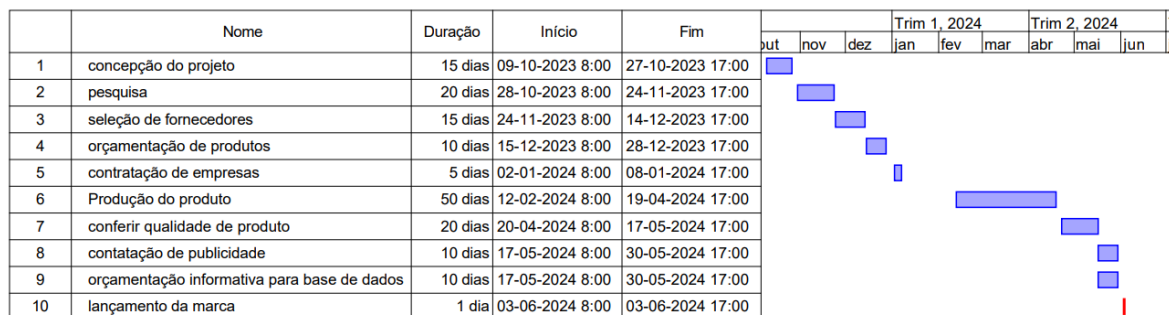 Trim 1, 2024 Trim 2, 2024
Nome Duração Início Fim
out nov dez jan fev mar abr mai jun
1 concepção do projeto 15 dias 09-10-2023 8:00 27-10-2023 17:00
2 pesquisa 20 dias 28-10-2023 8:00 24-11-2023 17:00
3 seleção de fornecedores 15 dias 24-11-2023 8:00 14-12-2023 17:00
4 orçamentação de produtos 10 dias 15-12-2023 8:00 28-12-2023 17:00
5 contratação de empresas 5 dias 02-01-2024 8:00 08-01-2024 17:00
6 Produção do produto 50 dias 12-02-2024 8:00 19-04-2024 17:00
7 conferir qualidade de produto 20 dias 20-04-2024 8:00 17-05-2024 17:00
8 contatação de publicidade 10 dias 17-05-2024 8:00 30-05-2024 17:00
9 orçamentação informativa para base de dados 10 dias 17-05-2024 8:00 30-05-2024 17:00
10 lançamento da marca 1 dia 03-06-2024 8:00 03-06-2024 17:00